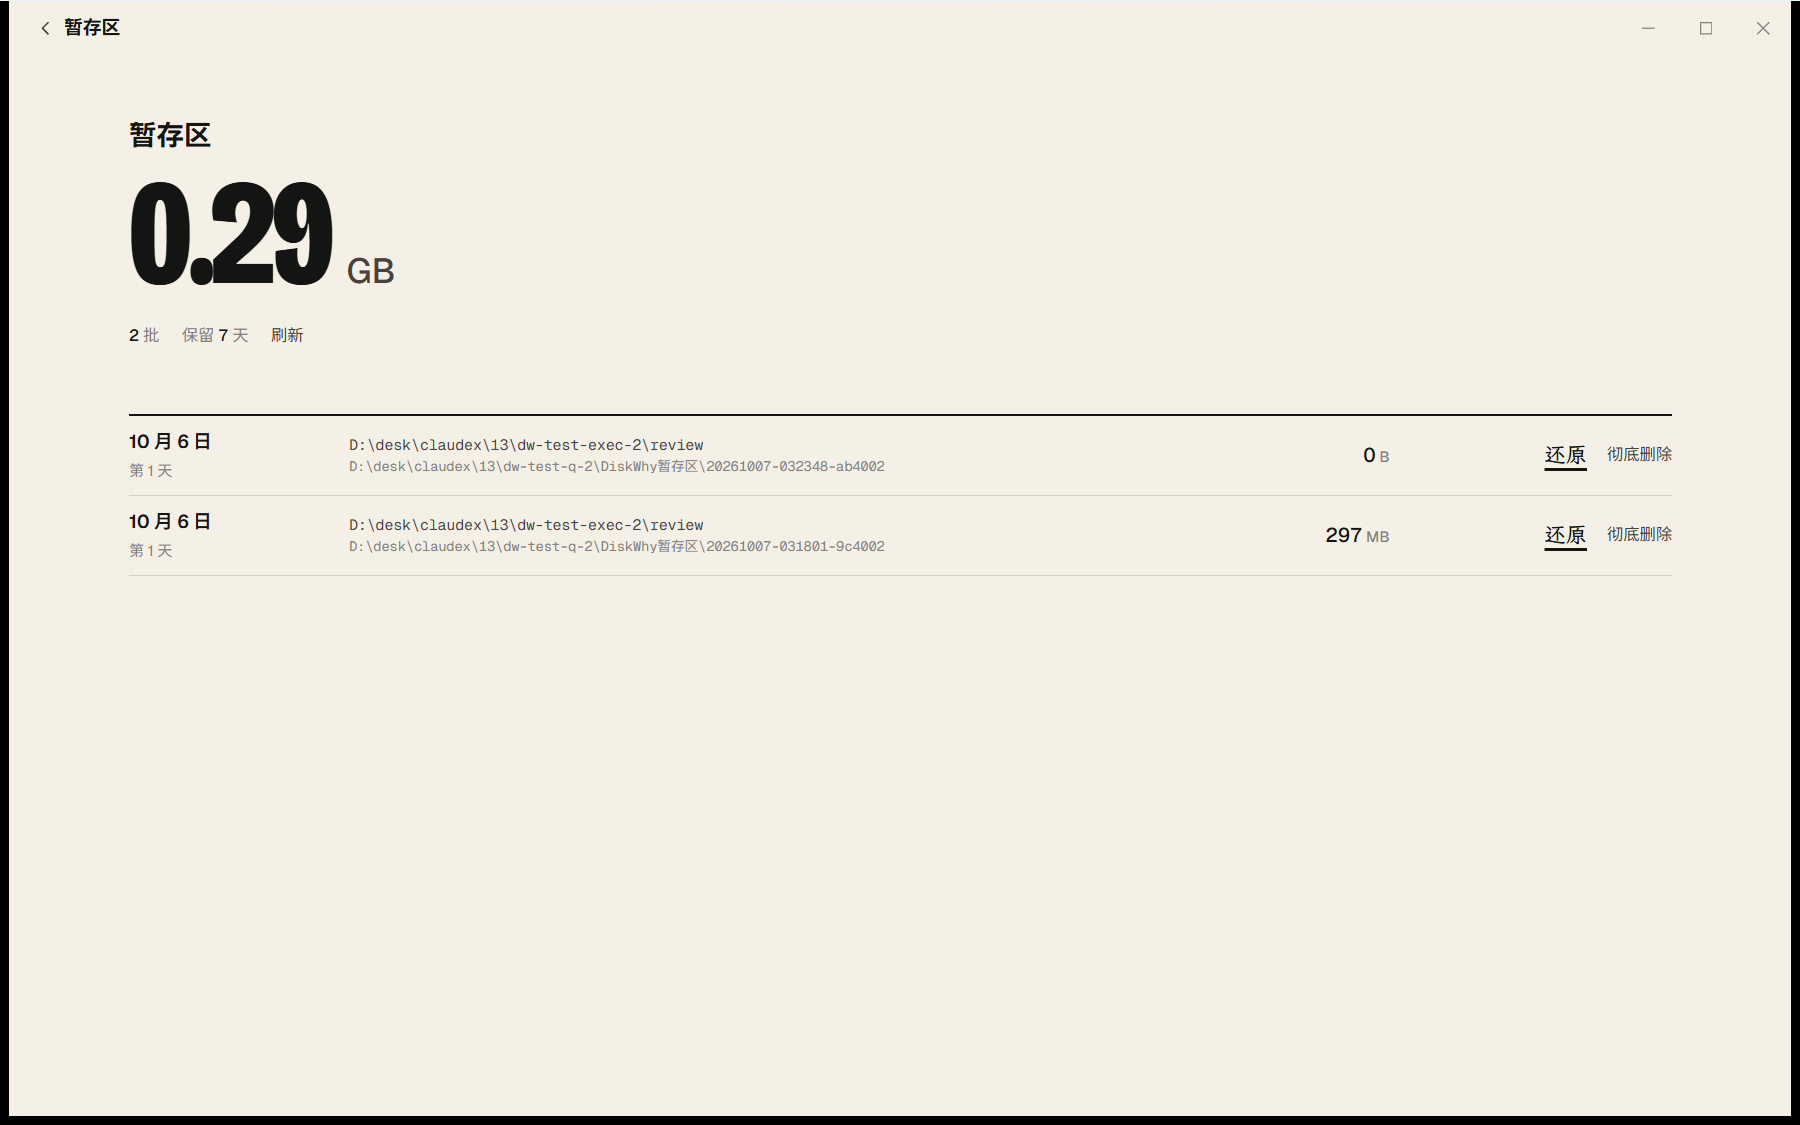 暂存区
暂存区
0.29 GB
2 批 保留 7 天 刷新
10 月 6 日
第 1 天
D:\desk\claudex\13\dw-test-exec-2\review
D:\desk\claudex\13\dw-test-q-2\DiskWhy暂存区\20261007-032348-ab4002
0 B
还原 彻底删除
10 月 6 日
第 1 天
D:\desk\claudex\13\dw-test-exec-2\review
D:\desk\claudex\13\dw-test-q-2\DiskWhy暂存区\20261007-031801-9c4002
297 MB
还原 彻底删除